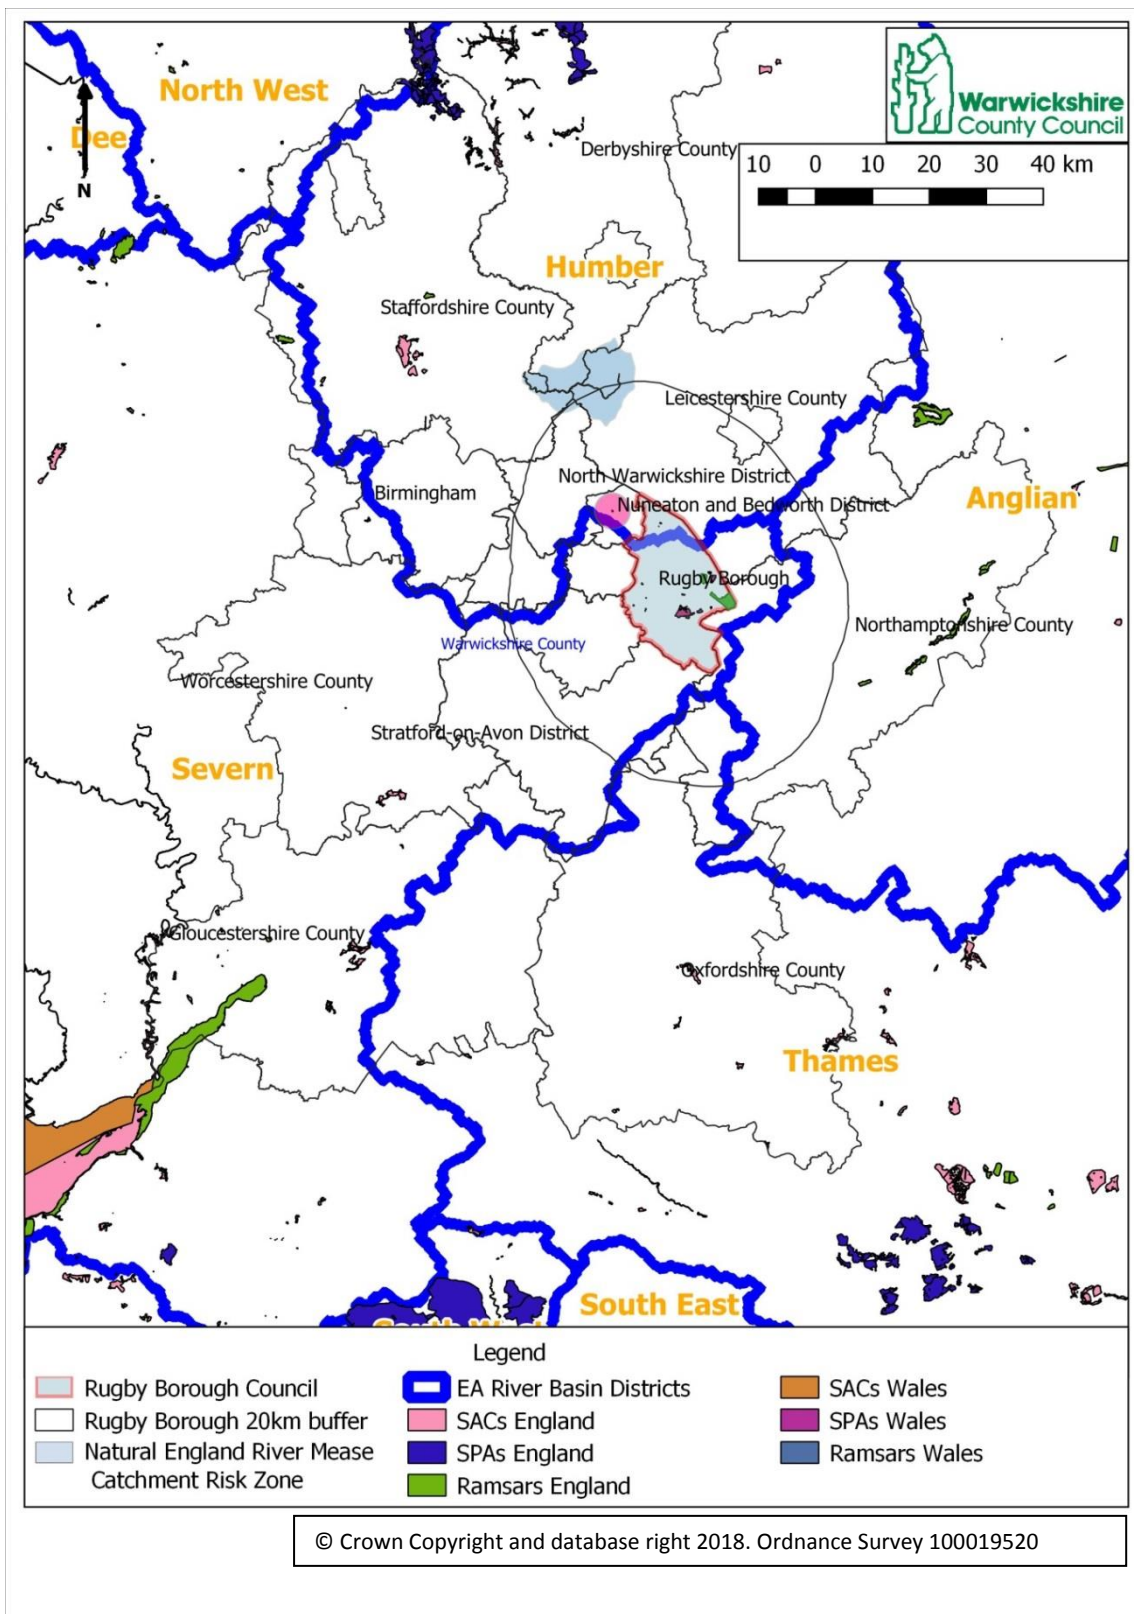 North West
Dee
N
Warwickshire
County Council
Derbyshire County
10 0 10 20 30 40 km
Humber
Staffordshire County
Leicestershire County
North Warwickshire District
Birmingham
Nuneaton and Bedworth District
Anglian
Rugby Borough
Northamptonshire County
Warwickshire County
Worcestershire County
Stratford-on-Avon District
Severn
Gloucestershire County
Oxfordshire County
Thames
South East
South West
Legend
Rugby Borough Council
Rugby Borough 20km buffer
Natural England River Mease
Catchment Risk Zone
EA River Basin Districts
SACs England
SPAs England
Ramsars England
SACs Wales
SPAs Wales
Ramsars Wales
© Crown Copyright and database right 2018. Ordnance Survey 100019520